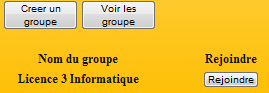 Creer un groupe
Voir les groupe
Nom du groupe Rejoindre
Licence 3 Informatique Rejoindre